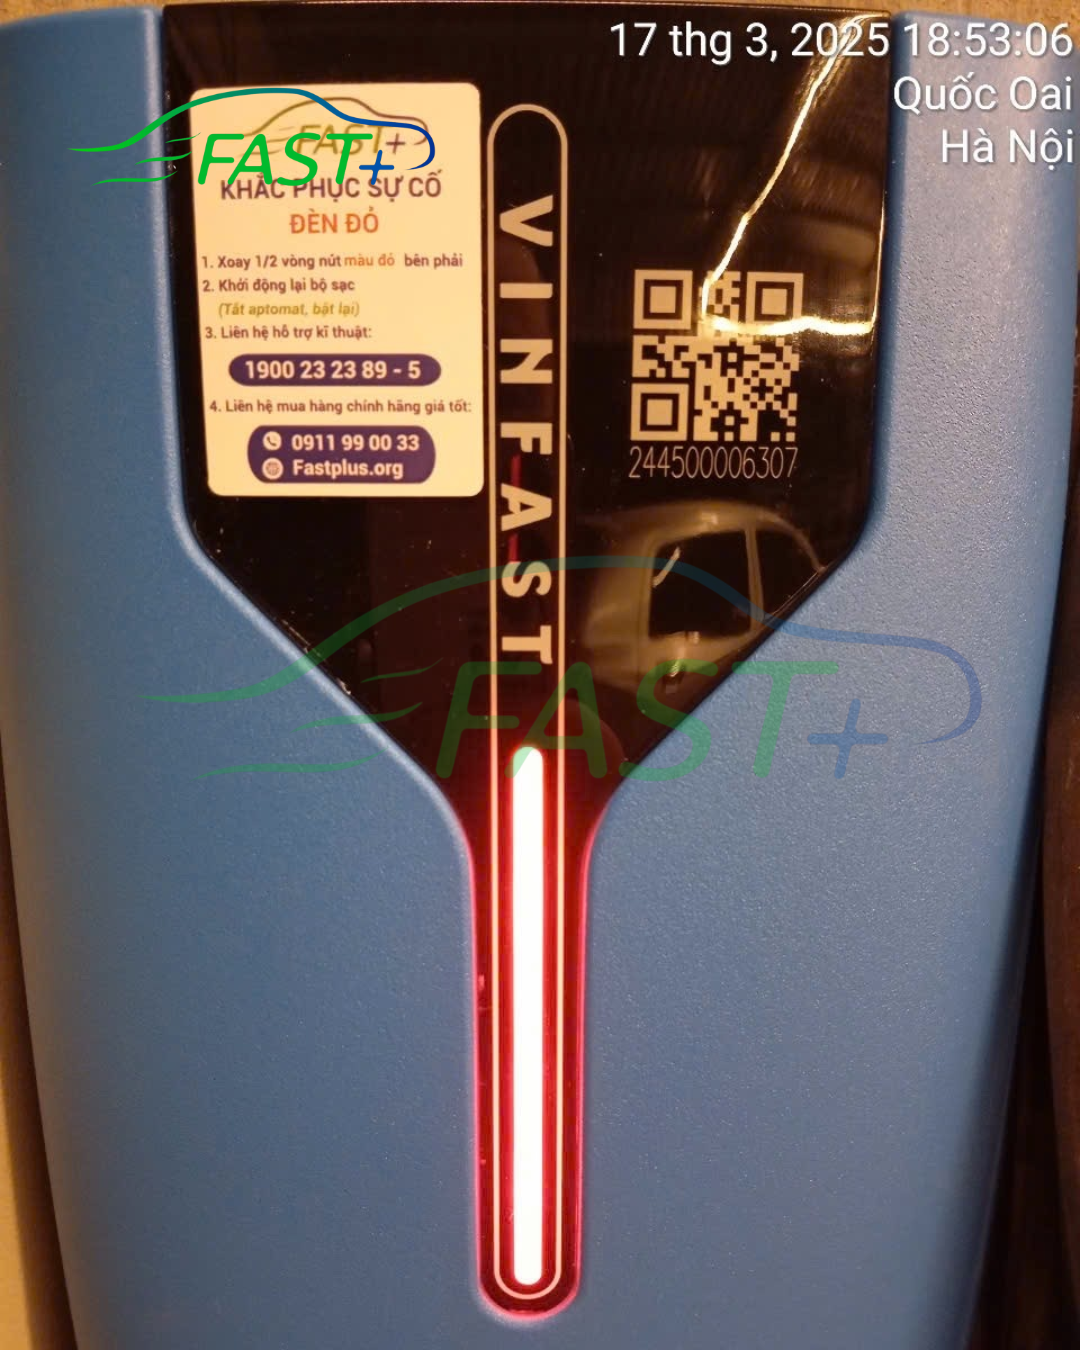 17 thg 3, 2025 18:53:06
Quốc Oai
Hà Nội
FAST+
FAST+
KHẮC PHỤC SỰ CỐ
ĐÈN ĐỎ
1. Xoay 1/2 vòng nút màu đỏ bên phải
2. Khởi động lại bộ sạc
(Tắt aptomat, bật lại)
3. Liên hệ hỗ trợ kĩ thuật:
1900 23 23 89 - 5
4. Liên hệ mua hàng chính hãng giá tốt:
0911 99 00 33
Fastplus.org
VINFAST
244500006307
FAST+